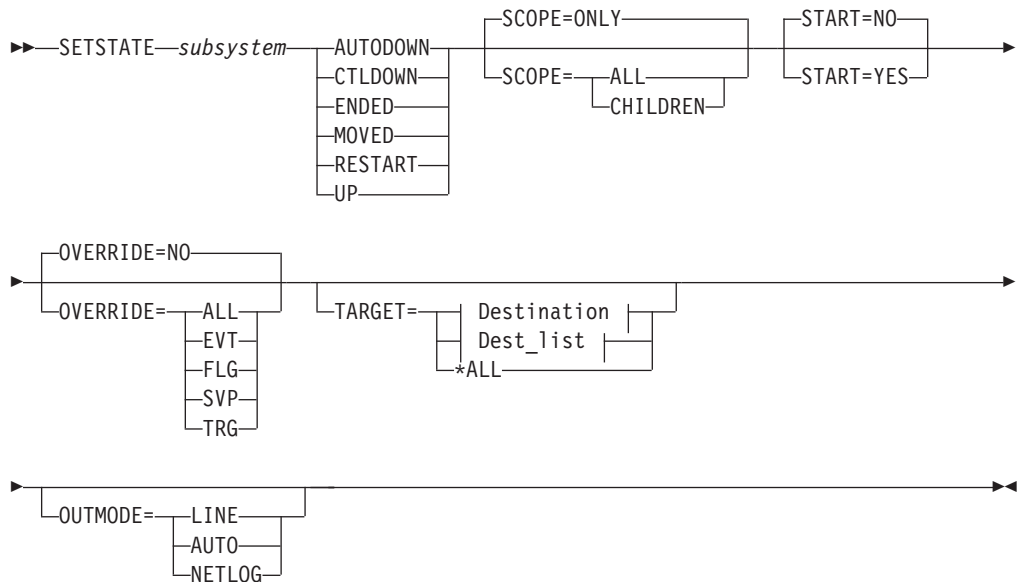 SCOPE=ONLY START=NO
SETSTATE subsystem AUTODOWN
CTLDOWN SCOPE= ALL START=YES
ENDED CHILDREN
MOVED
RESTART
UP
OVERRIDE=NO
OVERRIDE= ALL TARGET= Destination
EVT Dest_list
FLG *ALL
SVP
TRG
OUTMODE= LINE
AUTO
NETLOG